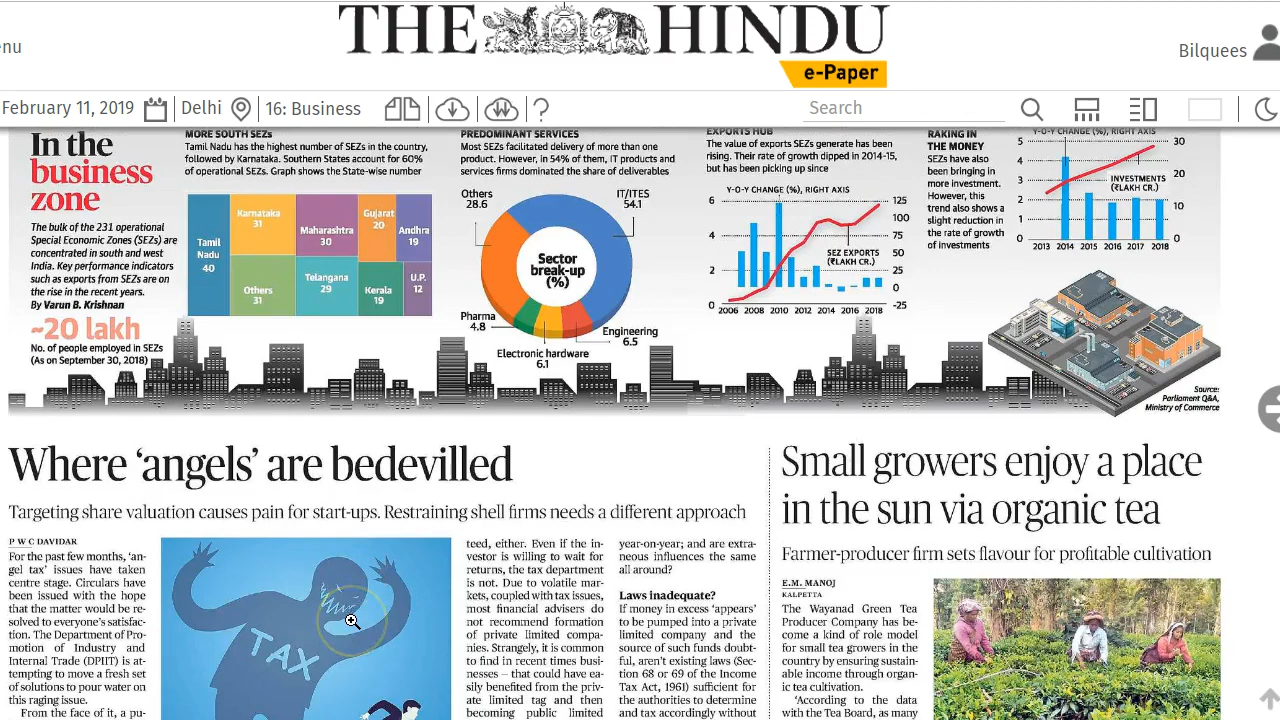 THE HINDU
e-Paper
enu
Bilquees
February 11, 2019
Delhi
16: Business
?
Search
In the
business
zone
The bulk of the 231 operational
Special Economic Zones (SEZs) are
concentrated in south and west
India. Key performance indicators
such as exports from SEZs are on
the rise in the recent years.
By Varun B. Krishnan
~20 lakh
No. of people employed in SEZs
(As on September 30, 2018)
MORE SOUTH SEZs
Tamil Nadu has the highest number of SEZs in the country,
followed by Karnataka. Southern States account for 60%
of operational SEZs. Graph shows the State-wise number
Tamil
Nadu
40
Karnataka
31
Others
31
Maharashtra
30
Telangana
29
Gujarat
20
Kerala
19
Andhra
19
U.P.
12
PREDOMINANT SERVICES
Most SEZs facilitated delivery of more than one
product. However, in 54% of them, IT products and
services firms dominated the share of deliverables
Others
28.6
IT/ITES
54.1
Sector
break-up
(%)
Pharma
4.8
Electronic hardware
6.1
Engineering
6.5
EXPORTS HUB
The value of exports SEZs generate has been
rising. Their rate of growth dipped in 2014-15,
but has been picking up since
Y-O-Y CHANGE (%), RIGHT AXIS
6
4
2
0
125
100
75
50
25
0
-25
SEZ EXPORTS
(₹LAKH CR.)
2006 2008 2010 2012 2014 2016 2018
RAKING IN
THE MONEY
SEZs have also
been bringing in
more investment.
However, this
trend also shows a
slight reduction in
the rate of growth
of investments
Y-O-Y CHANGE (%), RIGHT AXIS
5
4
3
2
1
0
30
20
10
0
INVESTMENTS
(₹LAKH CR.)
2013 2014 2015 2016 2017 2018
Source:
Parliament Q&A,
Ministry of Commerce
Where ‘angels’ are bedevilled
Targeting share valuation causes pain for start-ups. Restraining shell firms needs a different approach
P W C DAVIDAR
For the past few months, ‘an-
gel tax’ issues have taken
centre stage. Circulars have
been issued with the hope
that the matter would be re-
solved to everyone’s satisfac-
tion. The Department of Pro-
motion of Industry and
Internal Trade (DPIIT) is at-
tempting to move a fresh set
of solutions to pour water on
this raging issue.
From the face of it, a pu-
TAX
teed, either. Even if the in-
vestor is willing to wait for
returns, the tax department
is not. Due to volatile mar-
kets, coupled with tax issues,
most financial advisers do
not recommend formation
of private limited compa-
nies. Strangely, it is common
to find in recent times busi-
nesses – that could have ea-
sily benefited from the priv-
ate limited tag and then
becoming public limited
year-on-year; and are extra-
neous influences the same
all around?
Laws inadequate?
If money in excess ‘appears’
to be pumped into a private
limited company and the
source of such funds doubt-
ful, aren’t existing laws (Sec-
tion 68 or 69 of the Income
Tax Act, 1961) sufficient for
the authorities to determine
and tax accordingly without
Small growers enjoy a place
in the sun via organic tea
Farmer-producer firm sets flavour for profitable cultivation
E.M. MANOJ
KALPETTA
The Wayanad Green Tea
Producer Company has be-
come a kind of role model
for small tea growers in the
country by ensuring sustain-
able income through organ-
ic tea cultivation.
‘According to the data
with the Tea Board, as many